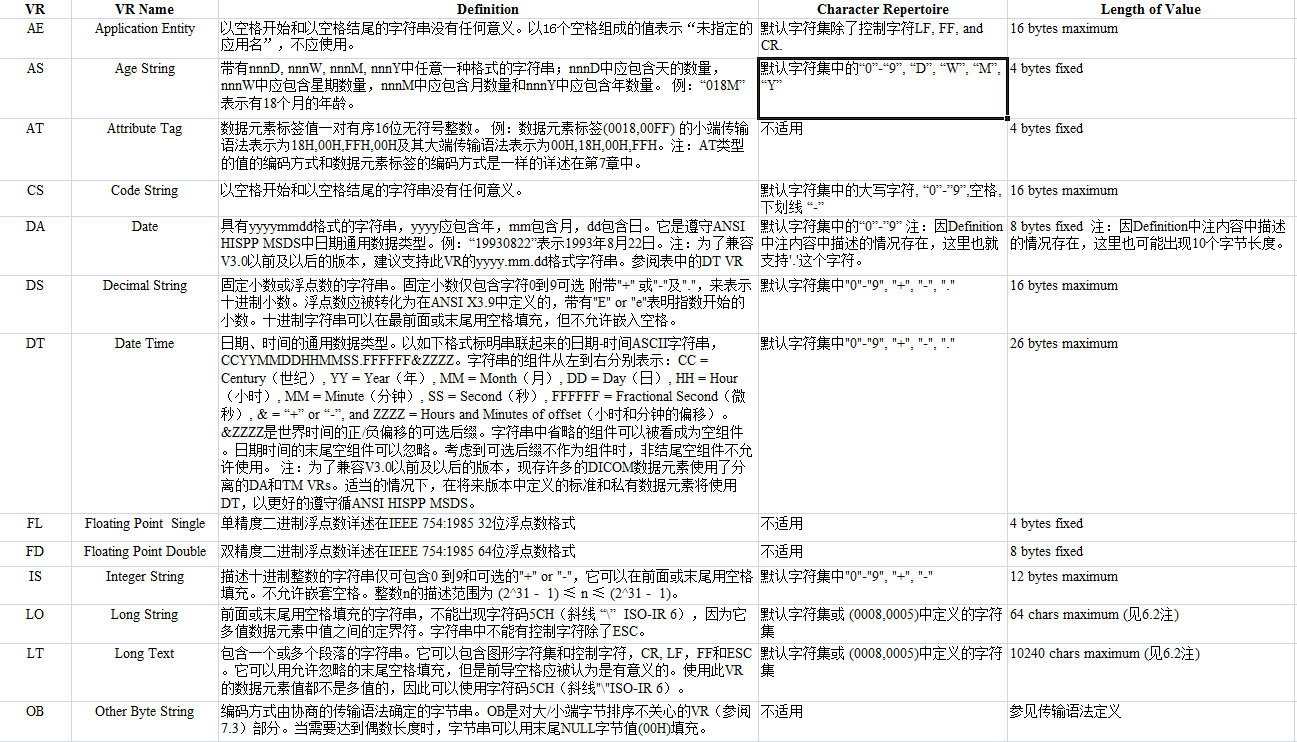 VR VR Name Definition Character Repertoire Length of Value
AE Application Entity 以空格开始和以空格结尾的字符串没有任何意义。以16个空格组成的值表示“未指定的 默认字符集除了控制字符LF, FF, and 16 bytes maximum
应用名”，不应使用。 CR.
AS Age String 带有nnnD, nnnW, nnnM, nnnY中任意一种格式的字符串；nnnD中应包含天的数量， 默认字符集中的“0”-“9”, “D”, “W”, “M”, 4 bytes fixed
nnnW中应包含星期数量，nnnM中应包含月数量和nnnY中应包含年数量。 例：“018M” “Y”
表示有18个月的年龄。
AT Attribute Tag 数据元素标签值一对有序16位无符号整数。 例：数据元素标签(0018,00FF) 的小端传输 不适用 4 bytes fixed
语法表示为18H,00H,FFH,00H及其大端传输语法表示为00H,18H,00H,FFH。注：AT类型
的值的编码方式和数据元素标签的编码方式是一样的详述在第7章中。
CS Code String 以空格开始和以空格结尾的字符串没有任何意义。 默认字符集中的大写字符, “0”-”9”,空格, 16 bytes maximum
下划线 “-”
DA Date 具有yyyymmdd格式的字符串，yyyy应包含年，mm包含月，dd包含日。它是遵守ANSI 默认字符集中的“0”-”9” 注：因Definition 8 bytes fixed 注：因Definition中注内容中描述
HISPP MSDS中日期通用数据类型。例：“19930822”表示1993年8月22日。注：为了兼容 中注内容中描述的情况存在，这里也就 的情况存在，这里也可能出现10个字节长度。
V3.0以前及以后的版本，建议支持此VR的yyyy.mm.dd格式字符串。参阅表中的DT VR 支持'.'这个字符。
DS Decimal String 固定小数或浮点数的字符串。固定小数仅包含字符0到9可选 附带"+" 或"-"及"."，来表示 默认字符集中"0"-"9", "+", "-", "." 16 bytes maximum
十进制小数。浮点数应被转化为在ANSI X3.9中定义的，带有"E" or "e"表明指数开始的
小数。十进制字符串可以在最前面或末尾用空格填充，但不允许嵌入空格。
DT Date Time 日期、时间的通用数据类型。以如下格式标明串联起来的日期-时间ASCII字符串， 默认字符集中"0"-"9", "+", "-", "." 26 bytes maximum
CCYYMMDDHHMMSS.FFFFFF&ZZZZ。字符串的组件从左到右分别表示：CC =
Century（世纪）, YY = Year（年）, MM = Month（月）, DD = Day（日）, HH = Hour
（小时）, MM = Minute（分钟）, SS = Second（秒）, FFFFFF = Fractional Second（微
秒）, & = “+” or “-”, and ZZZZ = Hours and Minutes of offset（小时和分钟的偏移）。
&ZZZZ是世界时间的正/负偏移的可选后缀。字符串中省略的组件可以被看成为空组件
。日期时间的末尾空组件可以忽略。考虑到可选后缀不作为组件时，非结尾空组件不允
许使用。 注：为了兼容V3.0以前及以后的版本，现存许多的DICOM数据元素使用了分
离的DA和TM VRs。适当的情况下，在将来版本中定义的标准和私有数据元素将使用
DT，以更好的遵守循ANSI HISPP MSDS。
FL Floating Point Single 单精度二进制浮点数详述在IEEE 754:1985 32位浮点数格式 不适用 4 bytes fixed
FD Floating Point Double 双精度二进制浮点数详述在IEEE 754:1985 64位浮点数格式 不适用 8 bytes fixed
IS Integer String 描述十进制整数的字符串仅可包含0 到9和可选的"+" or "-"，它可以在前面或末尾用空格 默认字符集中"0"-"9", "+", "-" 12 bytes maximum
填充。不允许嵌套空格。整数n的描述范围为 (2^31 - 1) ≤ n ≤ (2^31 - 1)。
LO Long String 前面或末尾用空格填充的字符串，不能出现字符码5CH（斜线 “\” ISO-IR 6），因为它 默认字符集或 (0008,0005)中定义的字符 64 chars maximum (见6.2注)
多值数据元素中值之间的定界符。字符串中不能有控制字符除了ESC。 集
LT Long Text 包含一个或多个段落的字符串。它可以包含图形字符集和控制字符，CR, LF，FF和ESC 默认字符集或 (0008,0005)中定义的字符 10240 chars maximum (见6.2注)
。它可以用允许忽略的末尾空格填充，但是前导空格应被认为是有意义的。使用此VR 集
的数据元素值都不是多值的，因此可以使用字符码5CH（斜线"\"ISO-IR 6）。
OB Other Byte String 编码方式由协商的传输语法确定的字节串。OB是对大/小端字节排序不关心的VR（参阅 不适用 参见传输语法定义
7.3）部分。当需要达到偶数长度时，字节串可以用末尾NULL字节值(00H)填充。